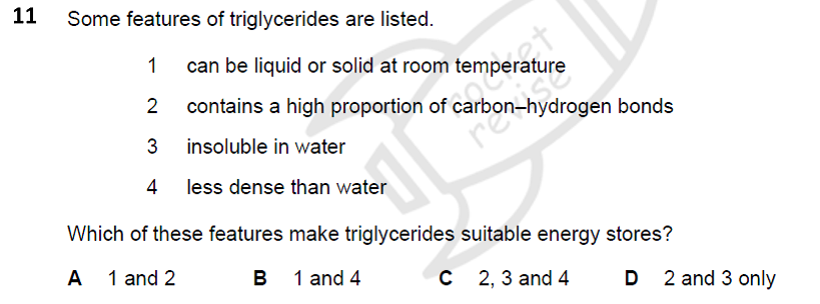 11 Some features of triglycerides are listed.
1 can be liquid or solid at room temperature
2 contains a high proportion of carbon–hydrogen bonds
3 insoluble in water
4 less dense than water
Which of these features make triglycerides suitable energy stores?
A 1 and 2 B 1 and 4 C 2, 3 and 4 D 2 and 3 only
rocket
revise